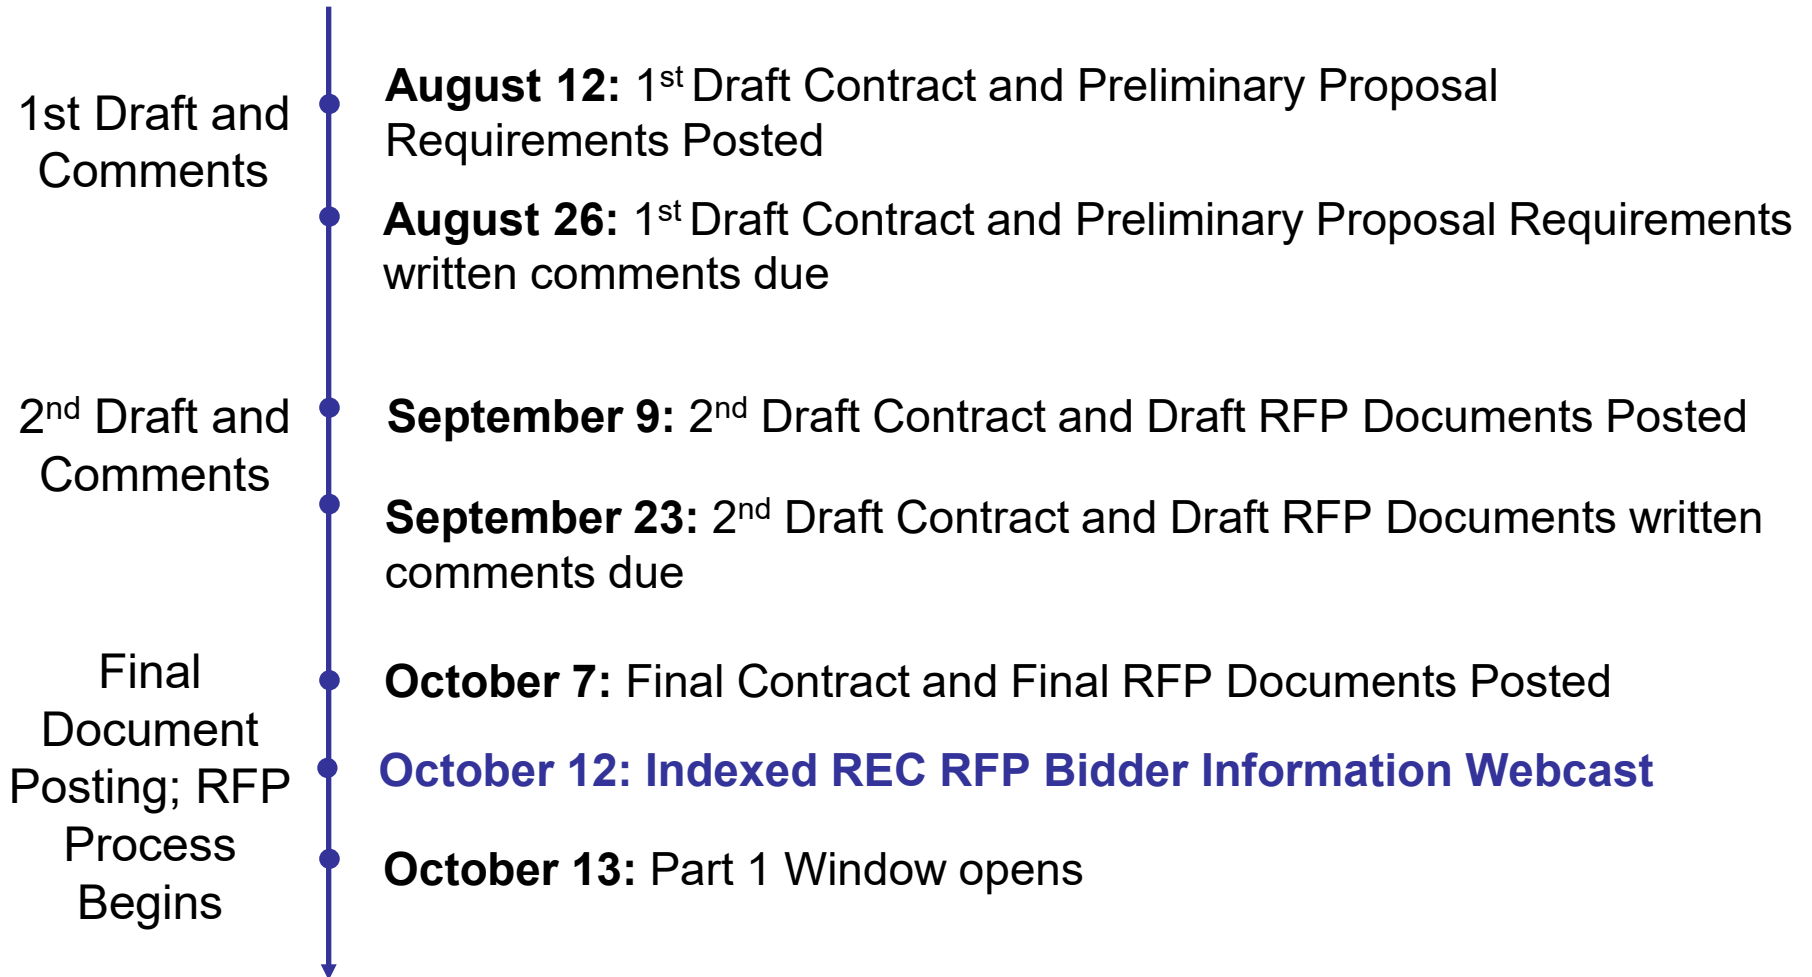 1st Draft and
Comments
August 12: 1st Draft Contract and Preliminary Proposal
Requirements Posted
August 26: 1st Draft Contract and Preliminary Proposal Requirements
written comments due
2nd Draft and
Comments
September 9: 2nd Draft Contract and Draft RFP Documents Posted
September 23: 2nd Draft Contract and Draft RFP Documents written
comments due
Final
Document
Posting; RFP
Process
Begins
October 7: Final Contract and Final RFP Documents Posted
October 12: Indexed REC RFP Bidder Information Webcast
October 13: Part 1 Window opens